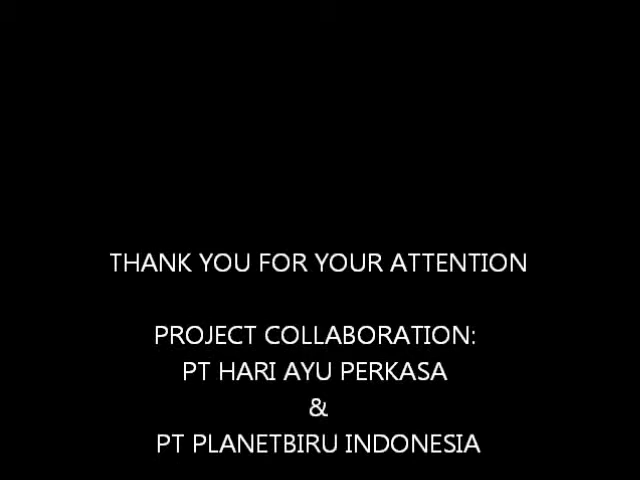 THANK YOU FOR YOUR ATTENTION
PROJECT COLLABORATION:
PT HARI AYU PERKASA
&
PT PLANETBIRU INDONESIA